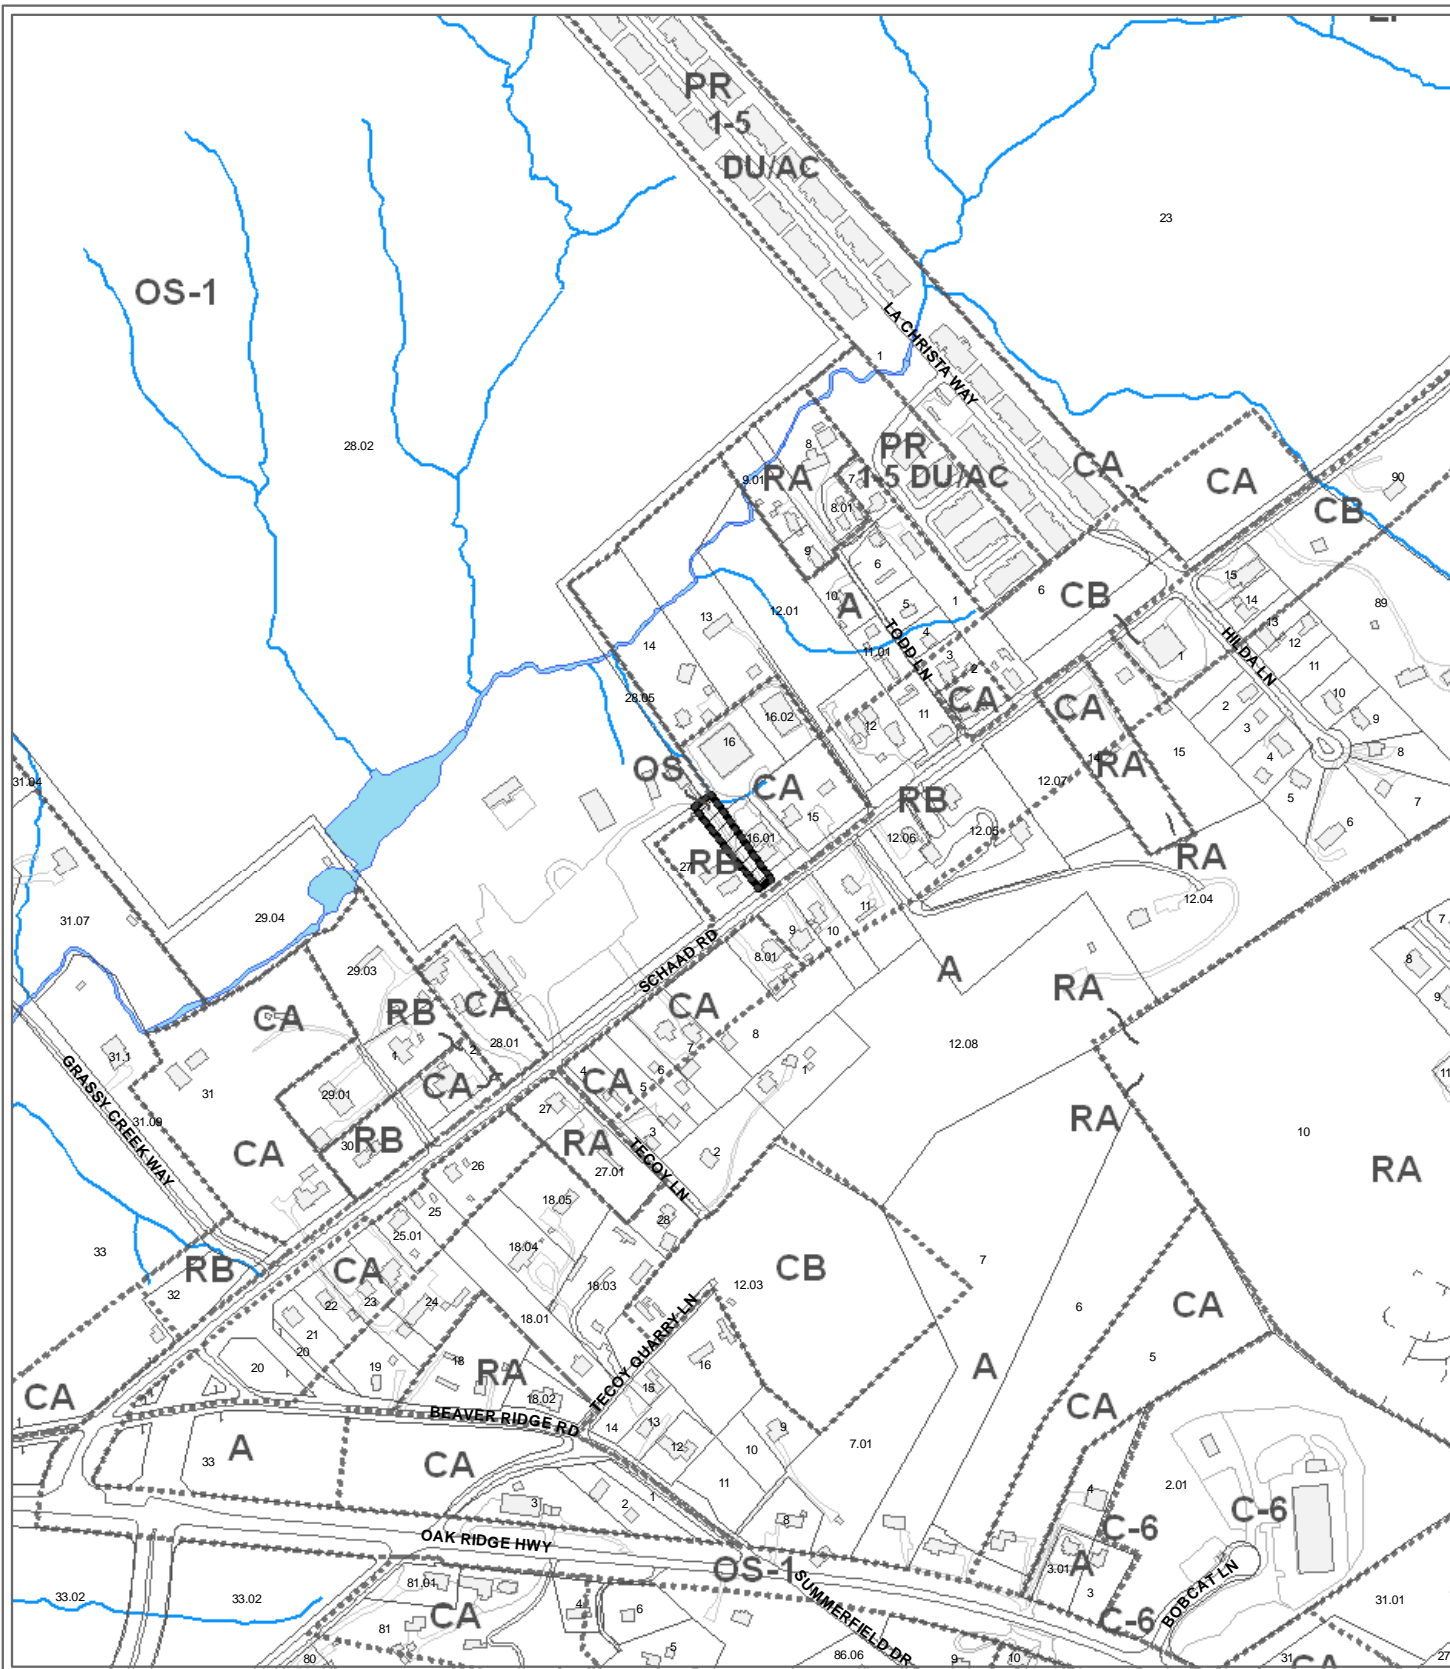 PR
1-5
DU/AC
23
OS-1
LA CHRISTA WAY
1
28.02
8
PR
1-5 DU/AC
CA
CA
90
CB
9.01
RA
7
8.01
9
6
10
A
5
1
6
CB
15
14
89
12.01
13
14
4
TODD LN
11.01
3
2
CA
HILDA LN
13
12
11
1
10
28.05
16.02
12
11
CA
2
9
3
16
14
RA
15
4
8
OS
CA
12.07
31.04
5
7
15
RB
6
16.01
12.06
12.05
27
RB
RA
12.04
31.07
29.04
11
9
10
7
8
29.03
8.01
SCHAAD RD
A
RA
9
CA
RB
CA
CA
28.01
8
12.08
31.1
1
2
7
6
4
CA
5
1
11
GRASSY CREEK WAY
31
29.01
CA
27
31.09
30
RB
RA
3
TECOY LN
2
RA
10
CA
26
27.01
RA
18.05
25
28
25.01
33
18.04
7
RB
CA
18.03
12.03
CB
32
22
23
24
18.01
6
CA
21
20
20
19
18
RA
18.02
TECOY QUARRY LN
16
5
A
15
CA
1
CA
BEAVER RIDGE RD
14
13
9
12
10
7.01
33
A
CA
11
2.01
4
3
2
1
8
C-6
C-6
OAK RIDGE HWY
OS-1
3.01
A
3
BOBCAT LN
33.02
33.02
81.01
CA
4
6
SUMMERFIELD DR
C-6
31.01
81
80
5
86.06
9
10
31
CA
27